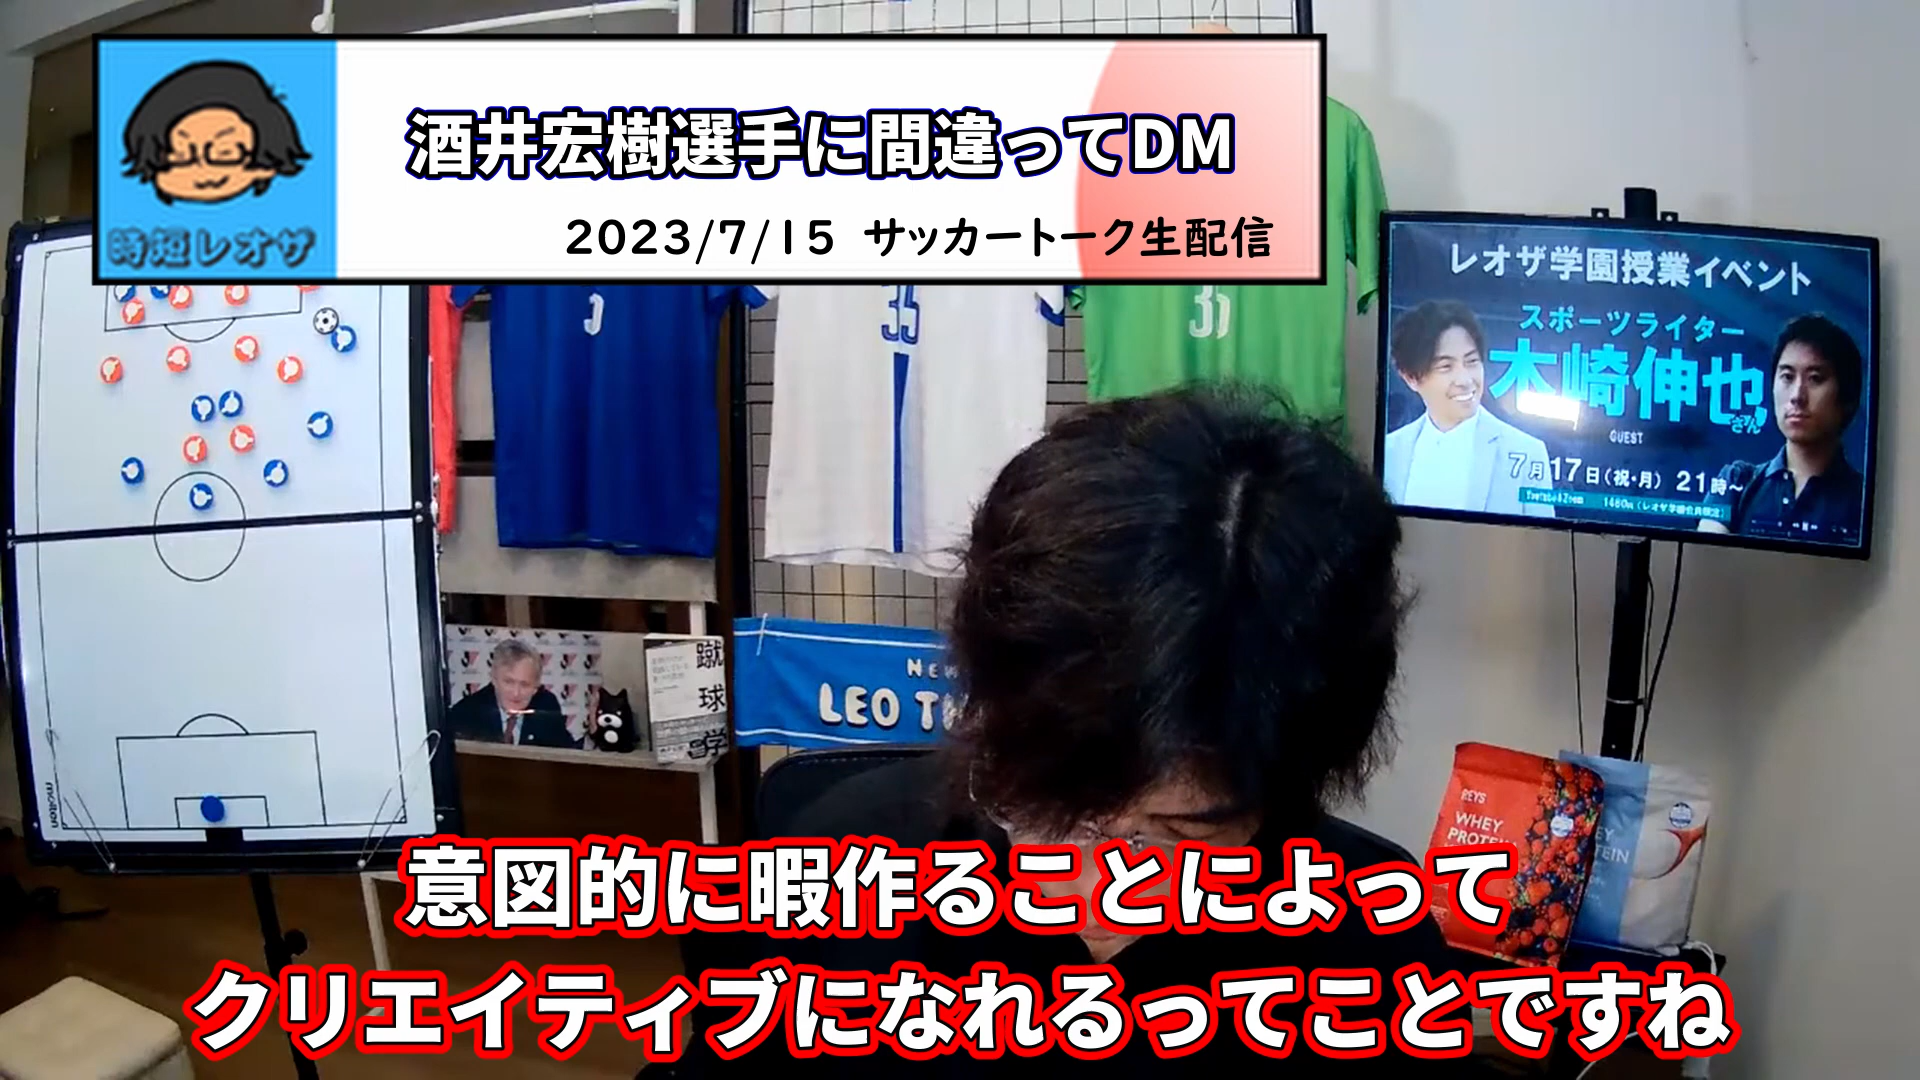 酒井宏樹選手に間違ってDM
時短レオザ
2023/7/15 サッカートーク生配信
レオザ学園授業イベント
スポーツライター
木崎伸也
さん
GUEST
7月17日(祝・月) 21時～
35
31
蹴球学
NEW
LEO TH
molten
REYS
WHEY
PROTEIN
意図的に暇作ることによって
クリエイティブになれるってことですね